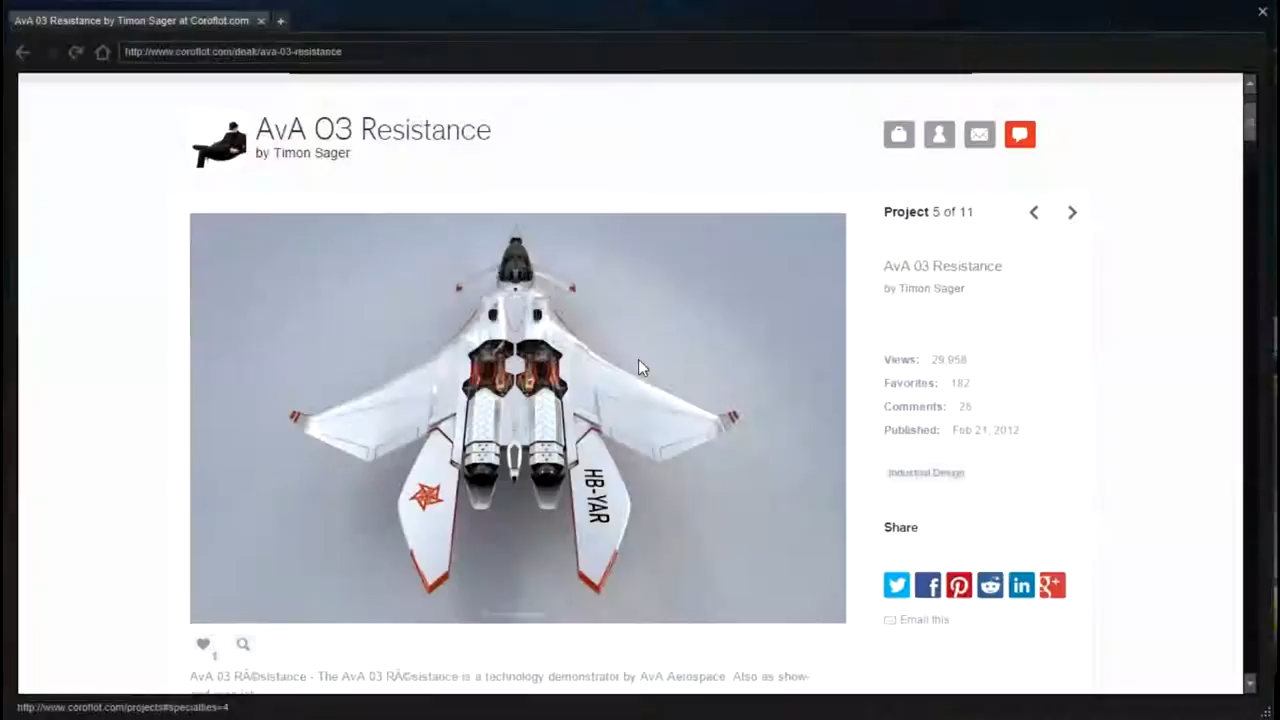 AvA 03 Resistance by Timon Sager at Coroflot.com
http://www.coroflot.com/deak/ava-03-resistance
AvA 03 Resistance
by Timon Sager
Project 5 of 11
AvA 03 Resistance
by Timon Sager
Views: 29,958
Favorites: 182
Comments: 26
Published: Feb 21, 2012
Industrial Design
HB-YAR
Share
in
g+
Email this
AvA 03 RÃ©sistance - The AvA 03 RÃ©sistance is a technology demonstrator by AvA Aerospace. Also as show-
http://www.coroflot.com/projects#specialties=4